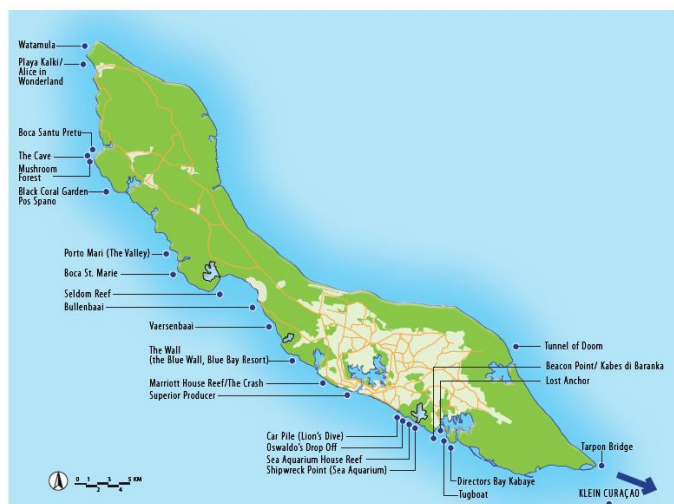 Watamula
Playa Kalki/
Alice in
Wonderland
Boca Santu Pretu
The Cave
Mushroom
Forest
Black Coral Garden
Pos Spano
Porto Mari (The Valley)
Boca St. Marie
Seldom Reef
Bullenbaai
Vaersenbaai
The Wall
(the Blue Wall, Blue Bay Resort)
Marriott House Reef/The Crash
Superior Producer
Car Pile (Lion's Dive)
Oswaldo's Drop Off
Sea Aquarium House Reef
Shipwreck Point (Sea Aquarium)
Tunnel of Doom
Beacon Point/ Kabes di Baranka
Lost Anchor
Tarpon Bridge
Directors Bay Kabaye
Tugboat
KLEIN CURAÇAO
1 3 5 KM
2 4